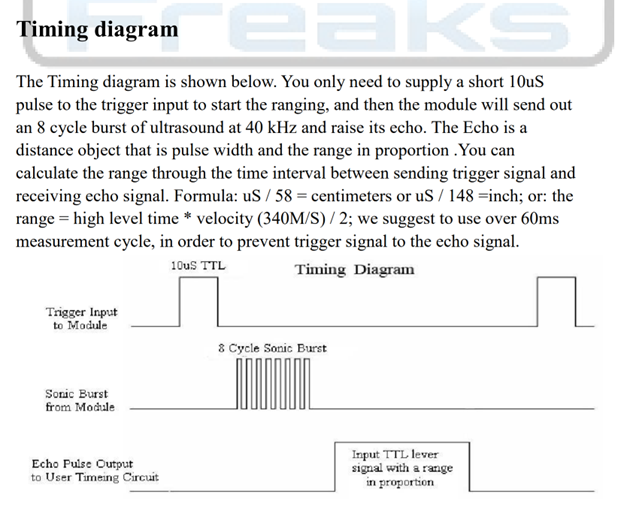 Freaks
Timing diagram
The Timing diagram is shown below. You only need to supply a short 10uS
pulse to the trigger input to start the ranging, and then the module will send out
an 8 cycle burst of ultrasound at 40 kHz and raise its echo. The Echo is a
distance object that is pulse width and the range in proportion .You can
calculate the range through the time interval between sending trigger signal and
receiving echo signal. Formula: uS / 58 = centimeters or uS / 148 =inch; or: the
range = high level time * velocity (340M/S) / 2; we suggest to use over 60ms
measurement cycle, in order to prevent trigger signal to the echo signal.
10uS TTL
Timing Diagram
Trigger Input
to Module
8 Cycle Sonic Burst
Sonic Burst
from Module
Echo Pulse Output
to User Timeing Circuit
Input TTL lever
signal with a range
in proportion